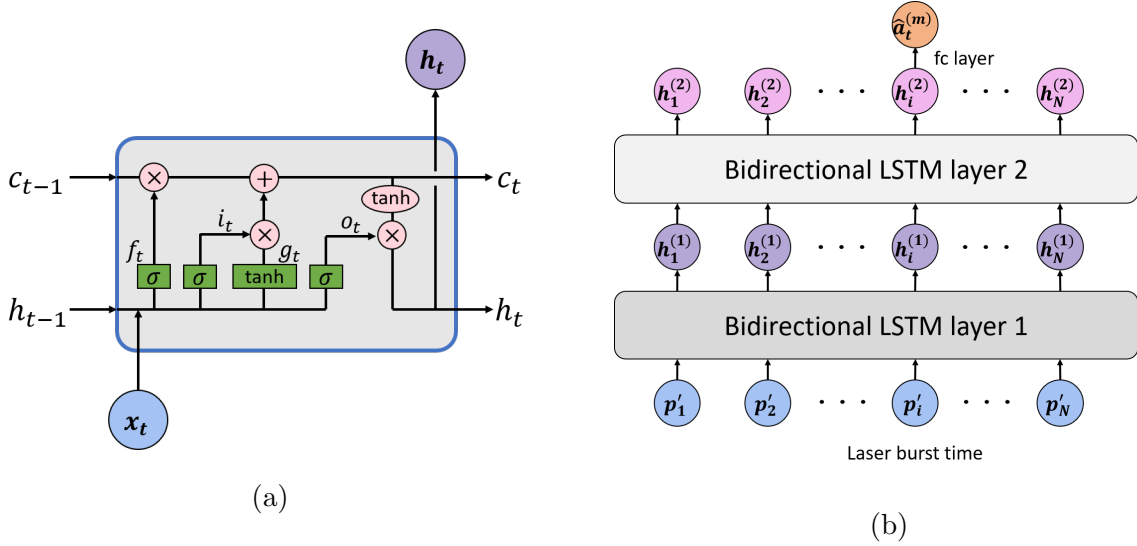 h_t
c_{t-1}
c_t
tanh
i_t
o_t
f_t
g_t
σ σ tanh σ
h_{t-1}
h_t
x_t
(a)
â_t^{(m)}
fc layer
h_1^{(2)} h_2^{(2)} · · · h_i^{(2)} · · · h_N^{(2)}
Bidirectional LSTM layer 2
h_1^{(1)} h_2^{(1)} · · · h_i^{(1)} · · · h_N^{(1)}
Bidirectional LSTM layer 1
p'_1 p'_2 · · · p'_i · · · p'_N
Laser burst time
(b)